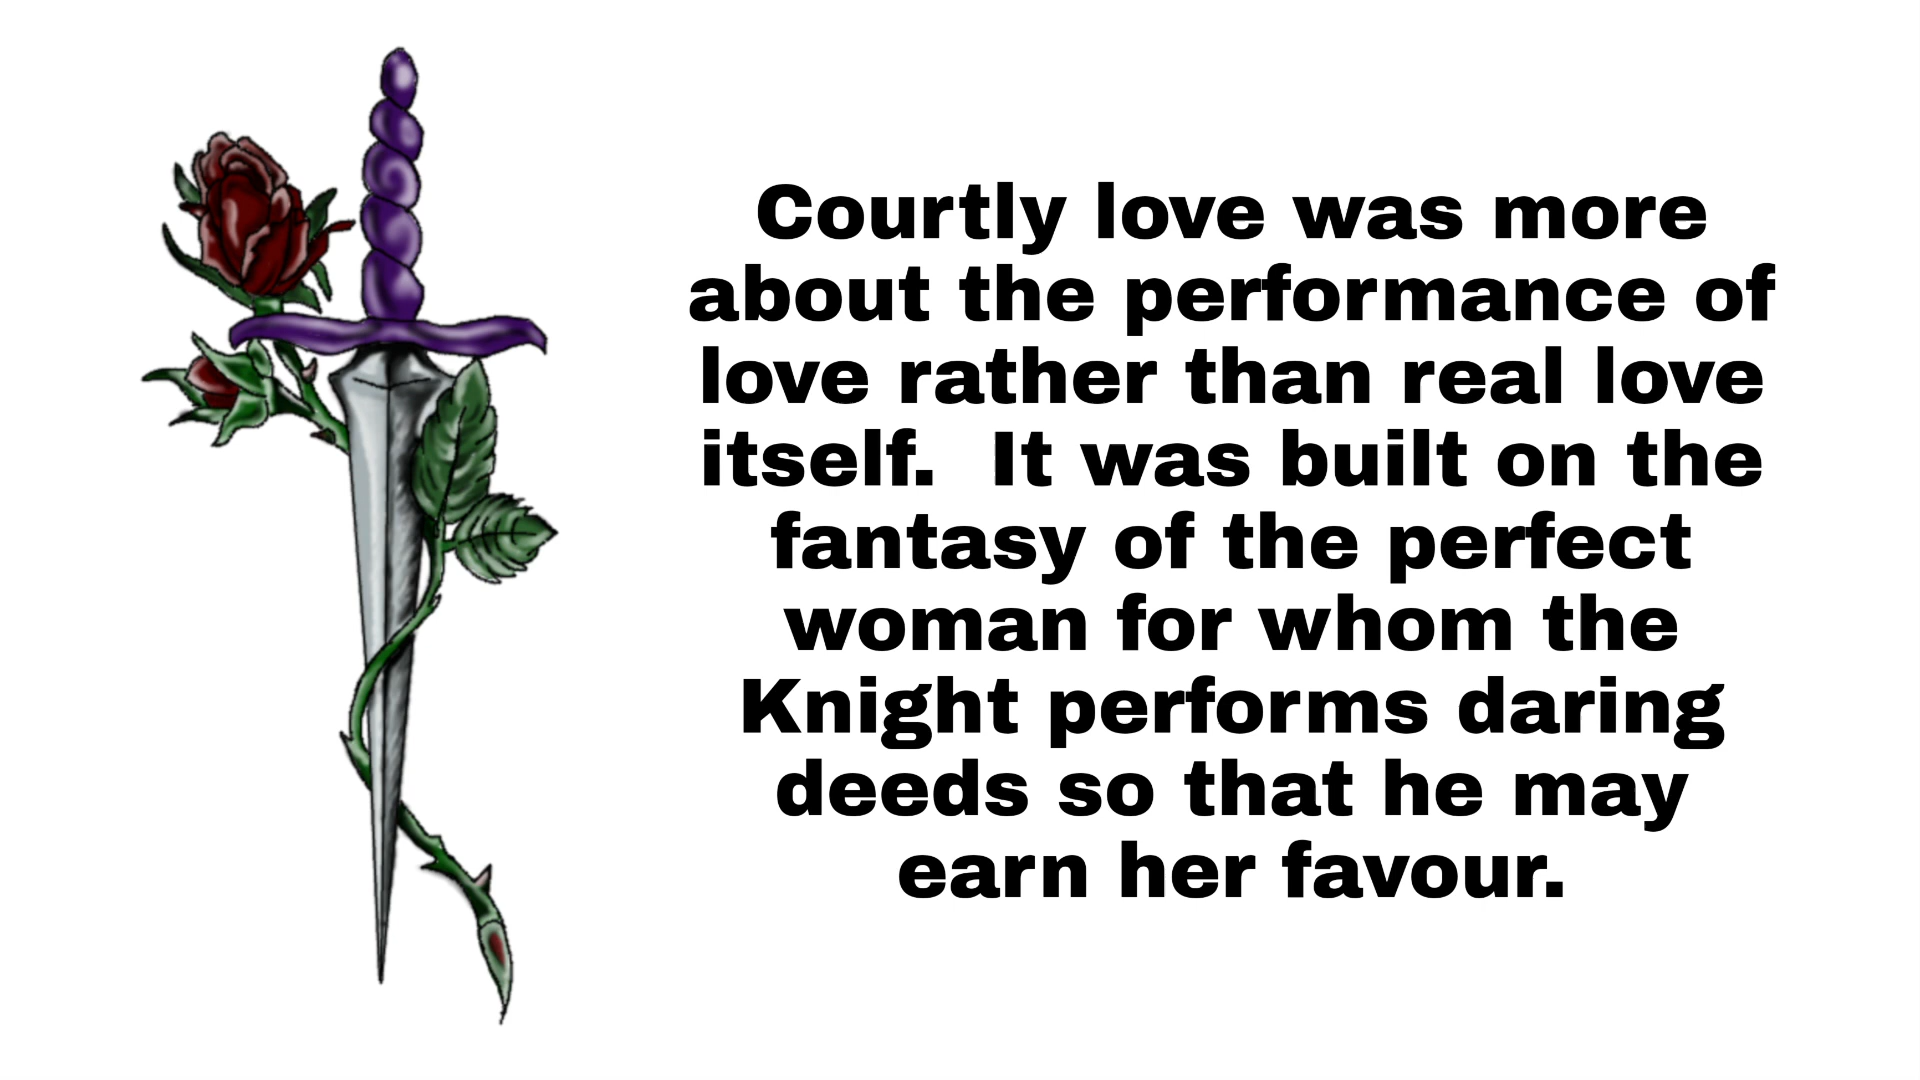 Courtly love was more
about the performance of
love rather than real love
itself.  It was built on the
fantasy of the perfect
woman for whom the
Knight performs daring
deeds so that he may
earn her favour.